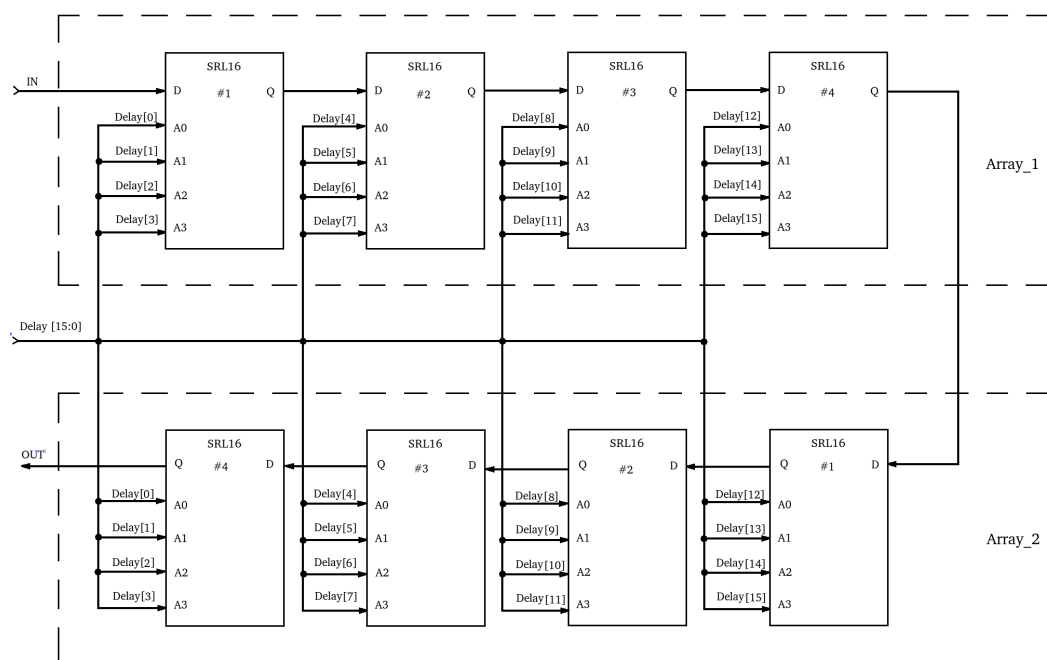 SRL16 SRL16 SRL16 SRL16
IN D #1 Q D #2 Q D #3 Q D #4 Q
Delay[0] A0 Delay[4] A0 Delay[8] A0 Delay[12] A0
Delay[1] A1 Delay[5] A1 Delay[9] A1 Delay[13] A1 Array_1
Delay[2] A2 Delay[6] A2 Delay[10] A2 Delay[14] A2
Delay[3] A3 Delay[7] A3 Delay[11] A3 Delay[15] A3
Delay [15:0]
SRL16 SRL16 SRL16 SRL16
OUT Q #4 D Q #3 D Q #2 D Q #1 D
Delay[0] A0 Delay[4] A0 Delay[8] A0 Delay[12] A0
Delay[1] A1 Delay[5] A1 Delay[9] A1 Delay[13] A1 Array_2
Delay[2] A2 Delay[6] A2 Delay[10] A2 Delay[14] A2
Delay[3] A3 Delay[7] A3 Delay[11] A3 Delay[15] A3